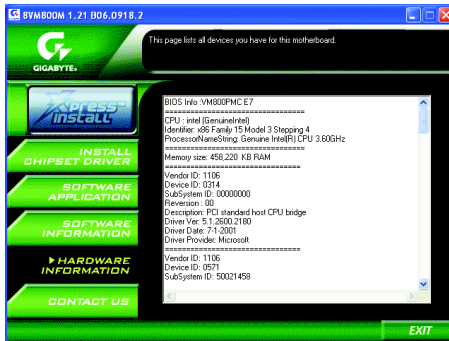 BVM800M 1.21 B06.0918.2
GIGABYTE
This page lists all devices you have for this motherboard.
Xpress
Install
INSTALL
CHIPSET DRIVER
SOFTWARE
APPLICATION
SOFTWARE
INFORMATION
HARDWARE
INFORMATION
CONTACT US
BIOS Info :VM800PMC E7
================================
CPU : intel (GenuineIntel)
Identifier: x86 Family 15 Model 3 Stepping 4
ProcessorNameString: Genuine Intel(R) CPU 3.60GHz
================================
Memory size: 458,220 KB RAM
================================
Vendor ID: 1106
Device ID: 0314
SubSystem ID: 00000000
Reversion : 00
Description: PCI standard host CPU bridge
Driver Ver: 5.1.2600.2180
Driver Date: 7-1-2001
Driver Provider: Microsoft
================================
Vendor ID: 1106
Device ID: 0571
SubSystem ID: 50021458
EXIT